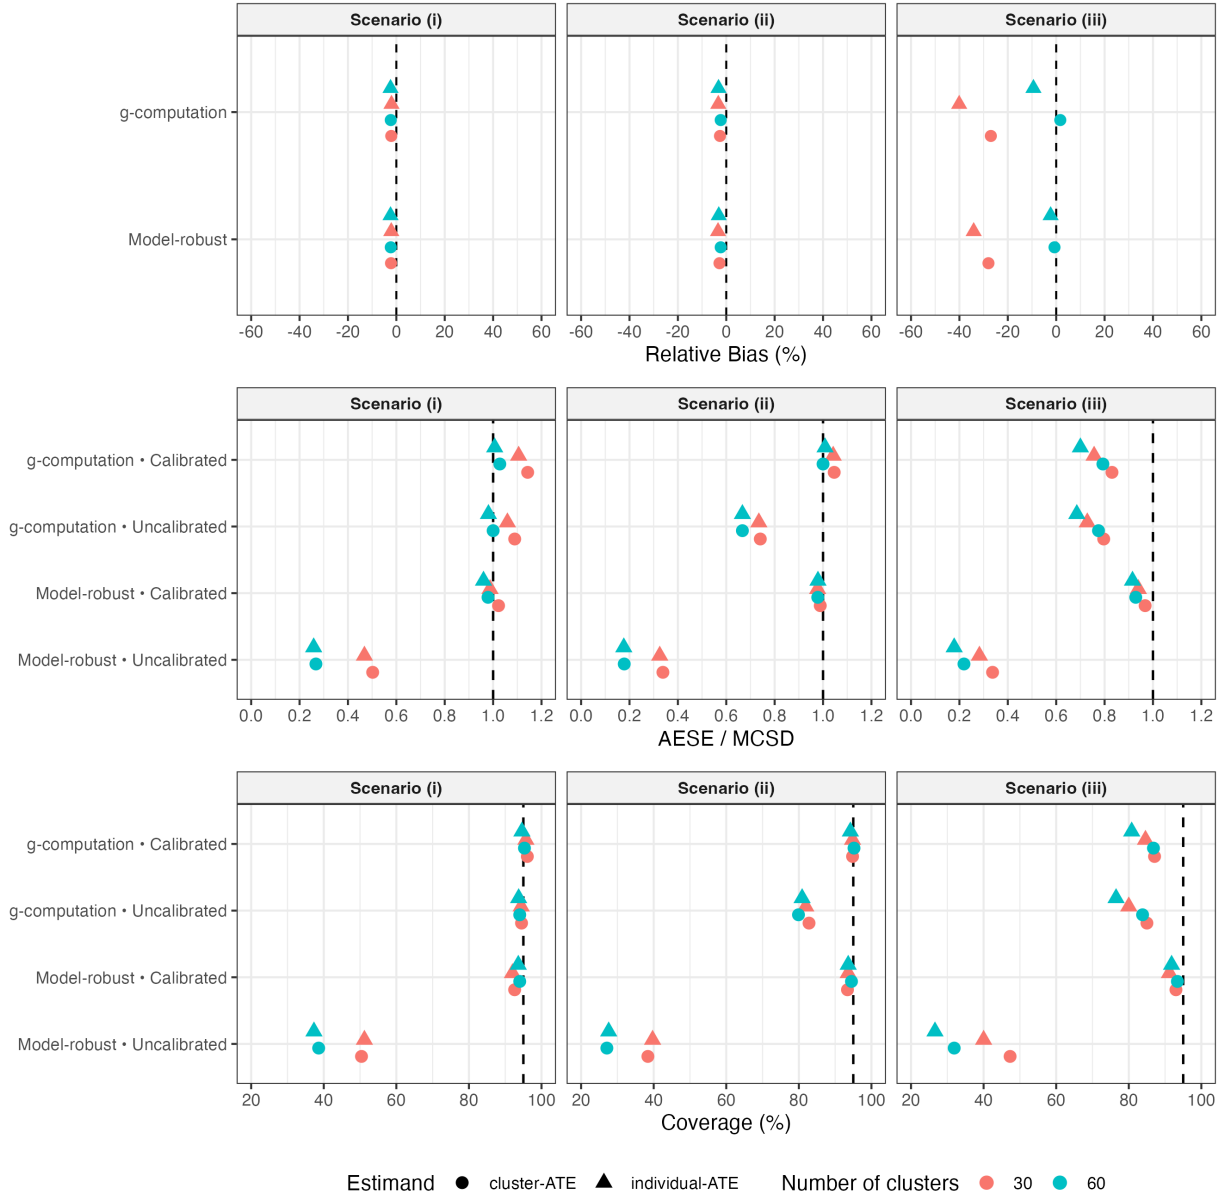 Scenario (i) Scenario (ii) Scenario (iii)
g-computation
Model-robust
-60 -40 -20 0 20 40 60 -60 -40 -20 0 20 40 60 -60 -40 -20 0 20 40 60
Relative Bias (%)
Scenario (i) Scenario (ii) Scenario (iii)
g-computation • Calibrated
g-computation • Uncalibrated
Model-robust • Calibrated
Model-robust • Uncalibrated
0.0 0.2 0.4 0.6 0.8 1.0 1.2 0.0 0.2 0.4 0.6 0.8 1.0 1.2 0.0 0.2 0.4 0.6 0.8 1.0 1.2
AESE / MCSD
Scenario (i) Scenario (ii) Scenario (iii)
g-computation • Calibrated
g-computation • Uncalibrated
Model-robust • Calibrated
Model-robust • Uncalibrated
20 40 60 80 100 20 40 60 80 100 20 40 60 80 100
Coverage (%)
Estimand cluster-ATE individual-ATE Number of clusters 30 60